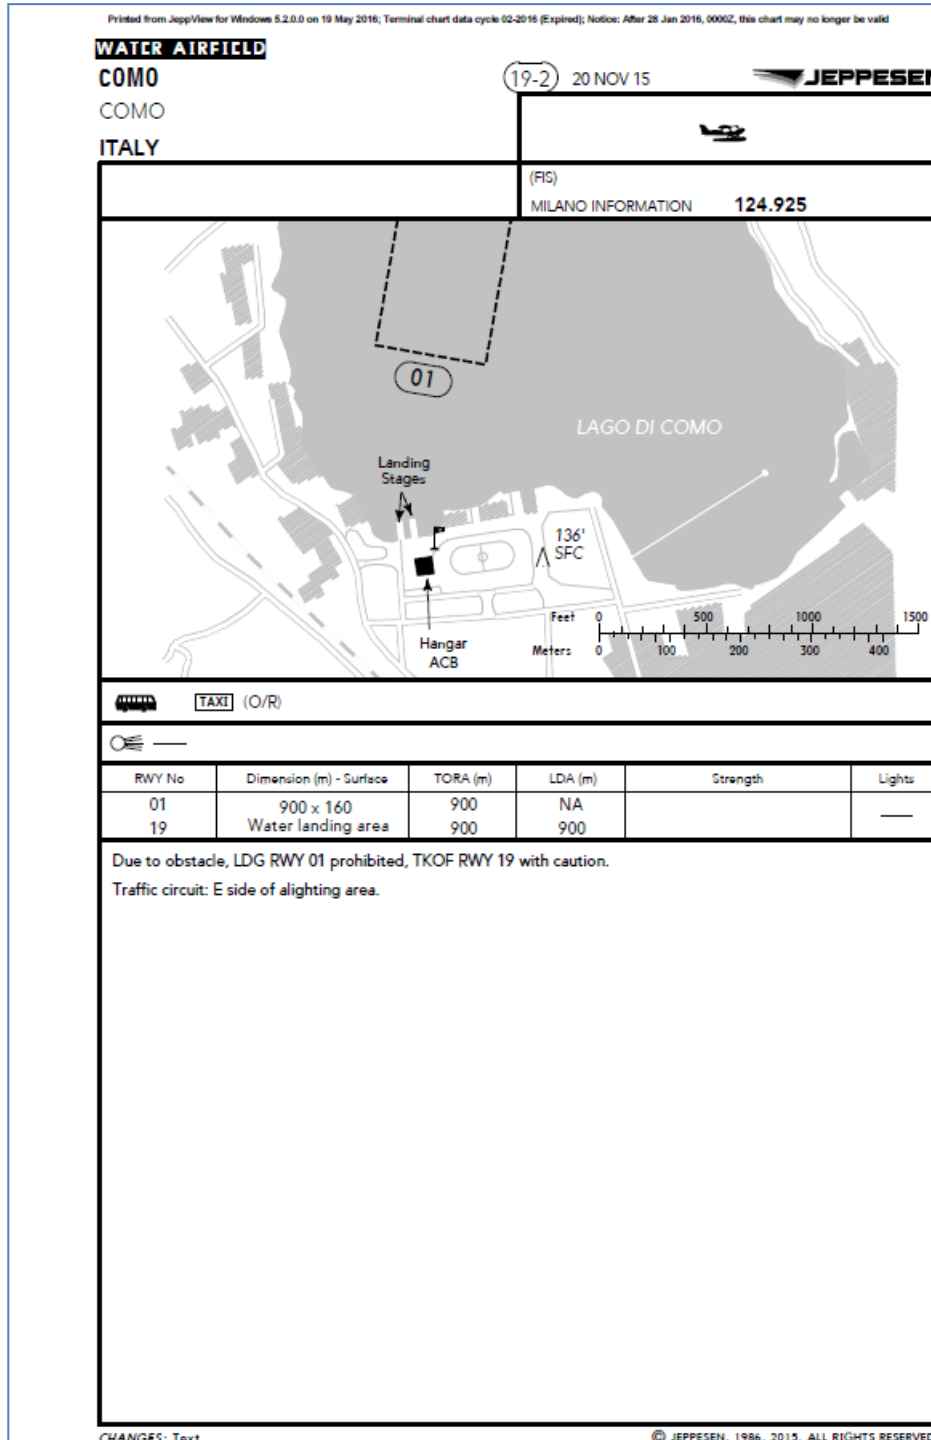 Printed from JeppView for Windows 5.2.0.0 on 19 May 2016; Terminal chart data cycle 02-2016 (Expired); Notice: After 28 Jan 2016, 0000Z, this chart may no longer be valid
WATER AIRFIELD
COMO
19-2 20 NOV 15 JEPPESEN
COMO
ITALY
(FIS)
MILANO INFORMATION 124.925
01
LAGO DI COMO
Landing
Stages
136'
SFC
Hangar
ACB
Feet 0 500 1000 1500
Meters 0 100 200 300 400
TAXI (O/R)
RWY No Dimension (m) - Surface TORA (m) LDA (m) Strength Lights
01 900 x 160 900 NA
19 Water landing area 900 900
Due to obstacle, LDG RWY 01 prohibited, TKOF RWY 19 with caution.
Traffic circuit: E side of alighting area.
CHANGES: Text
© JEPPESEN, 1986, 2015. ALL RIGHTS RESERVED